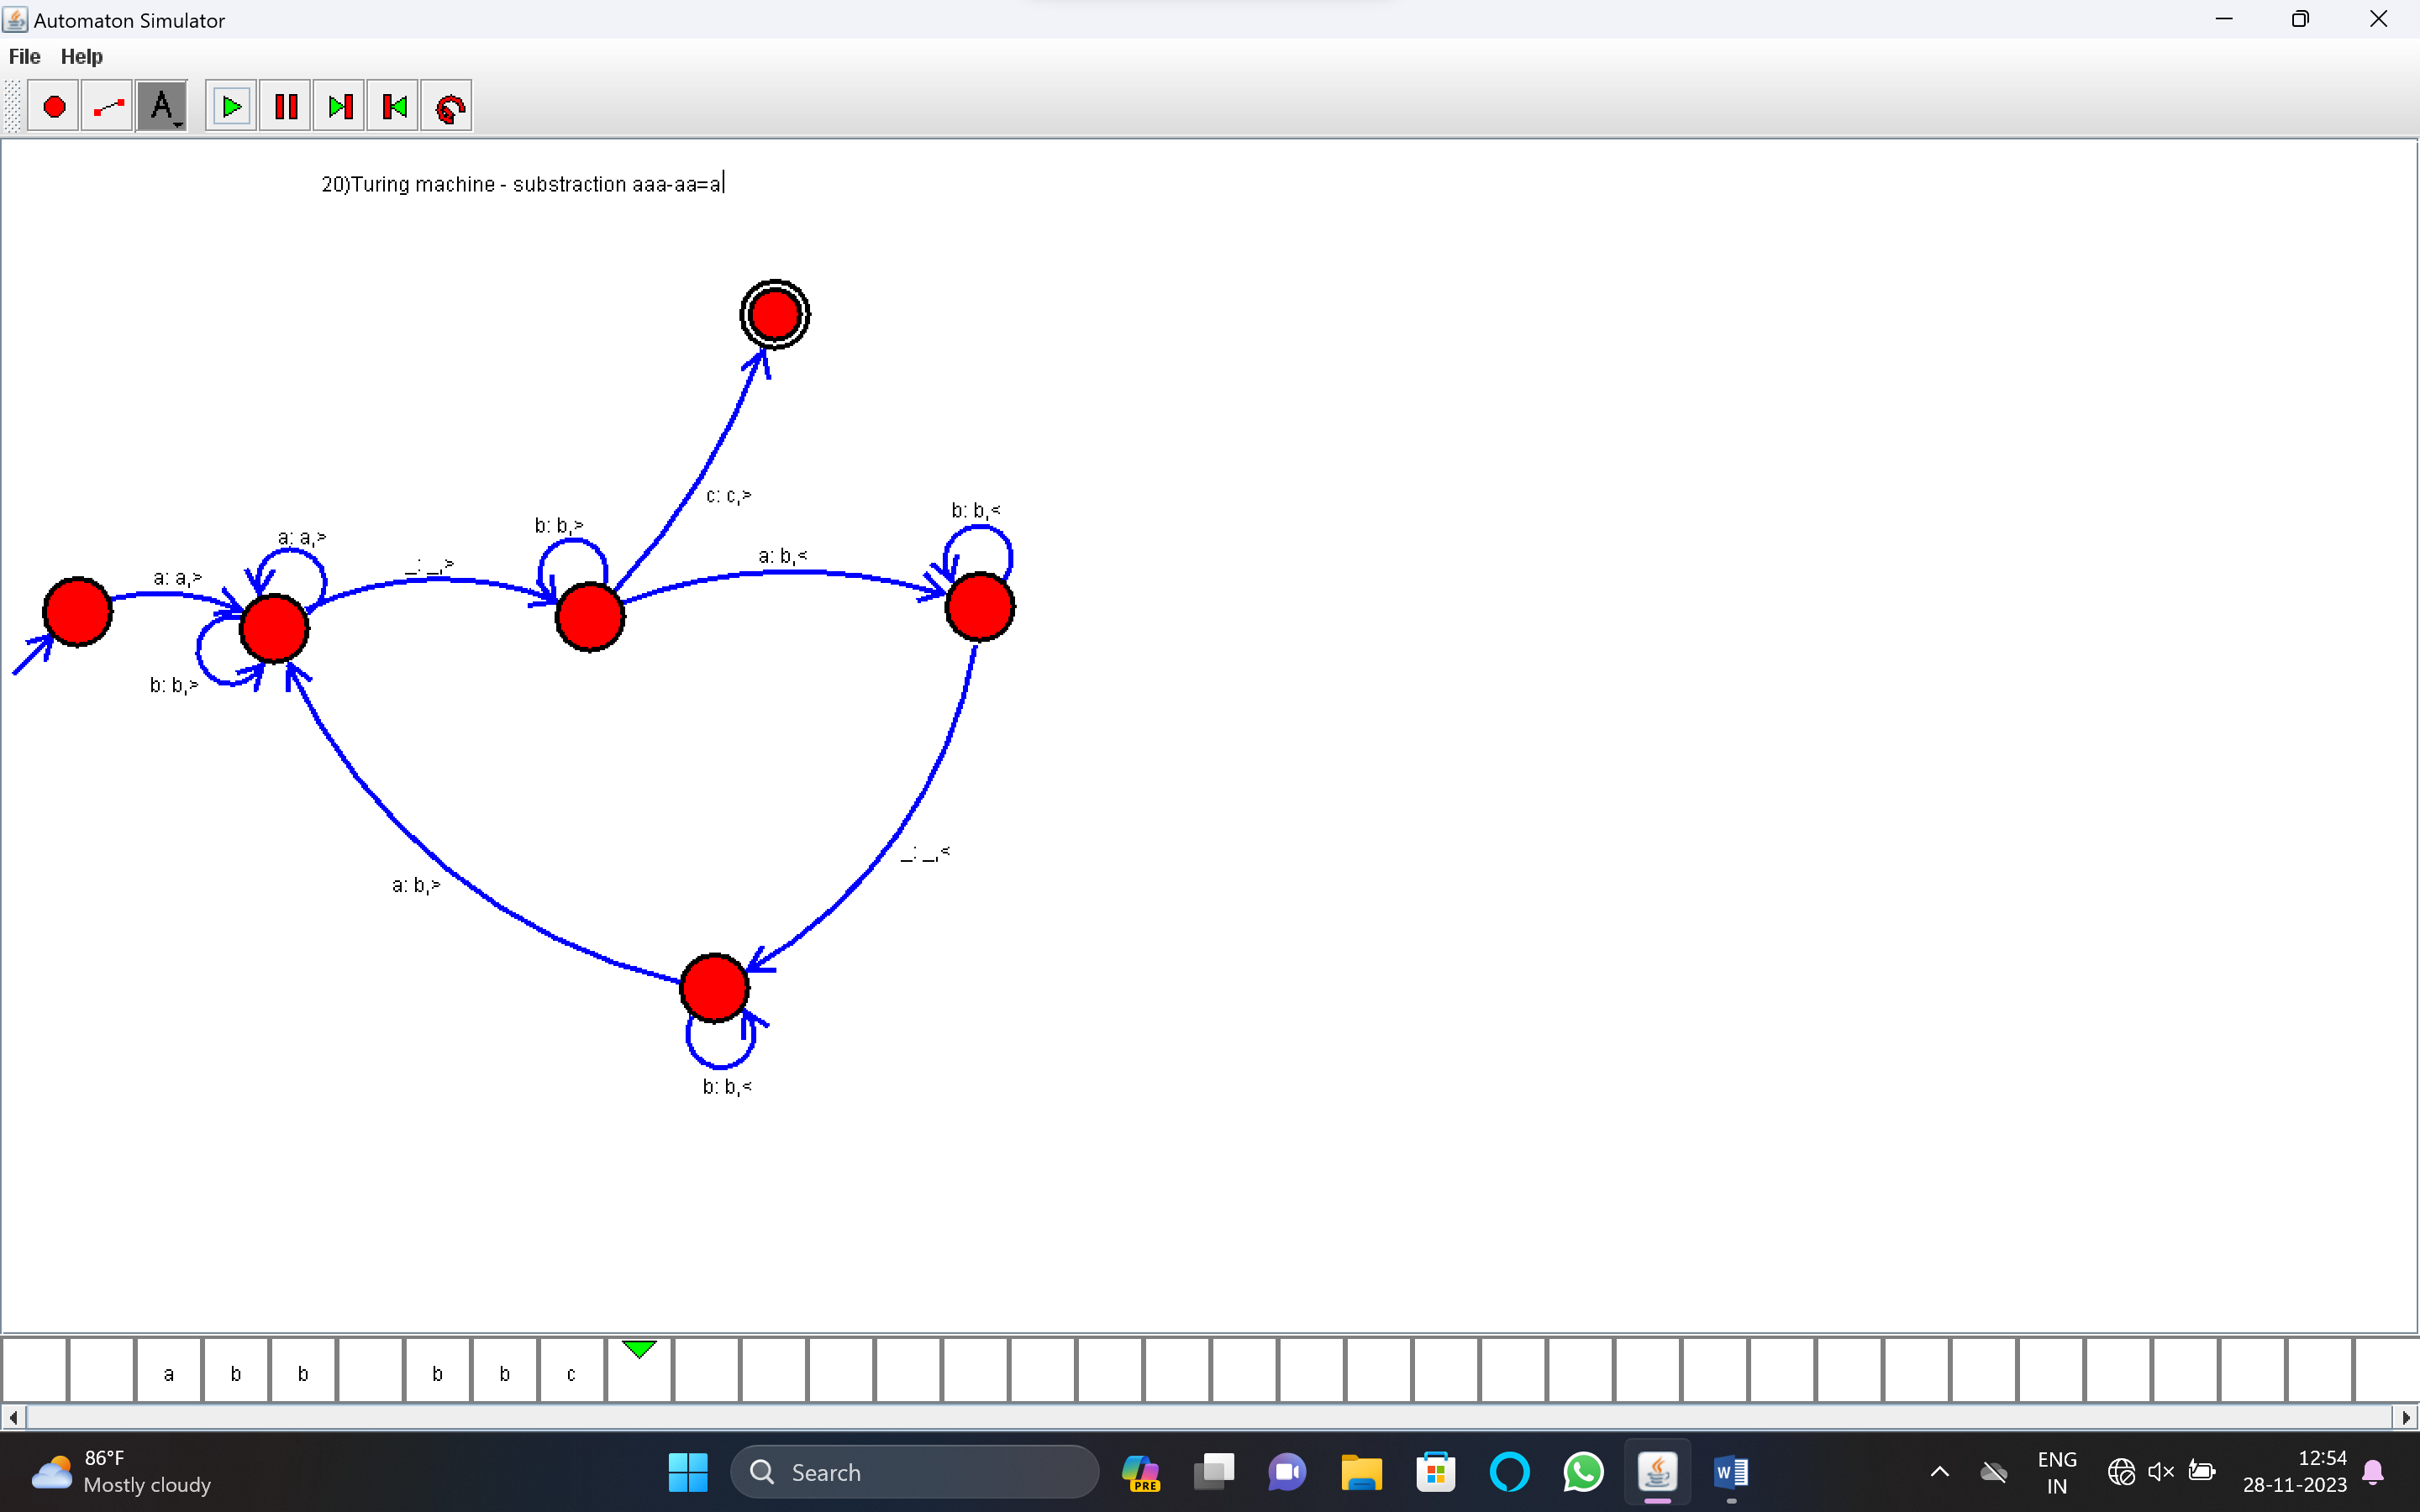 Automaton Simulator
File Help
A
20)Turing machine - substraction aaa-aa=a
c: c,>
b: b,<
b: b,>
a: a,>
a: b,<
_: _,>
a: a,>
b: b,>
_: _,<
a: b,>
b: b,<
a b b b b c
86°F
Mostly cloudy
Search
PRE
W
ENG
IN
12:54
28-11-2023